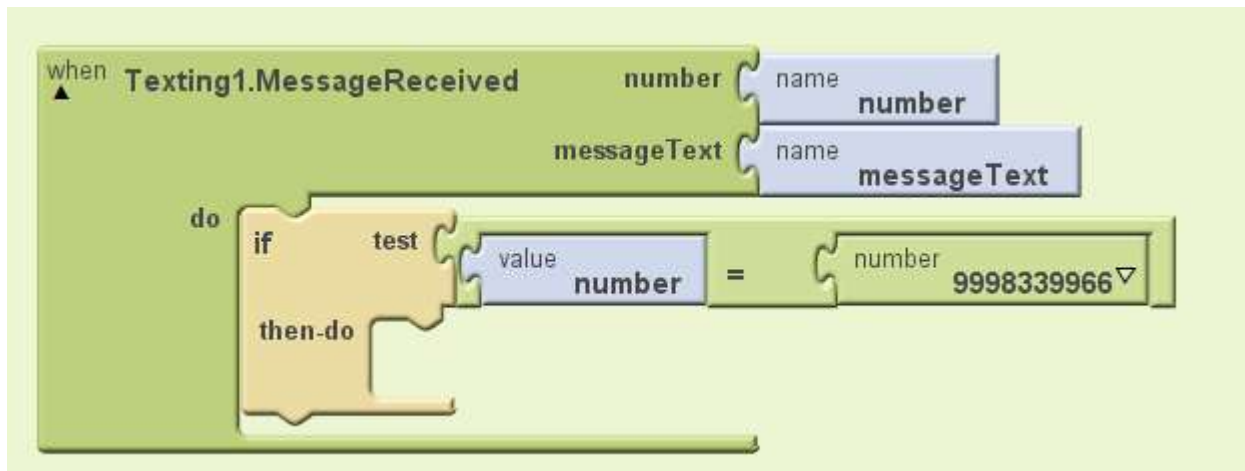 when Texting1.MessageReceived number name number
messageText name messageText
do if test value number = number 9998339966
then-do